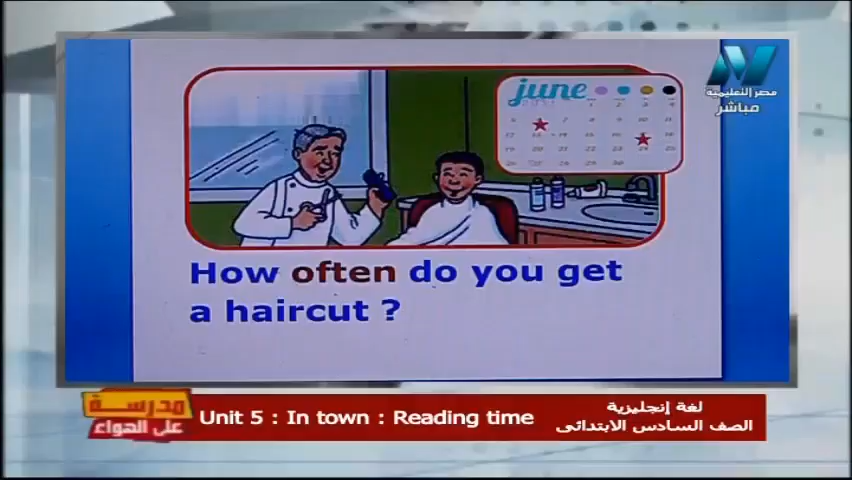 june
مصر التعليمية
مباشر
How often do you get
a haircut ?
مدرسة
على الهواء
Unit 5 : In town : Reading time
لغة إنجليزية
الصف السادس الابتدائى